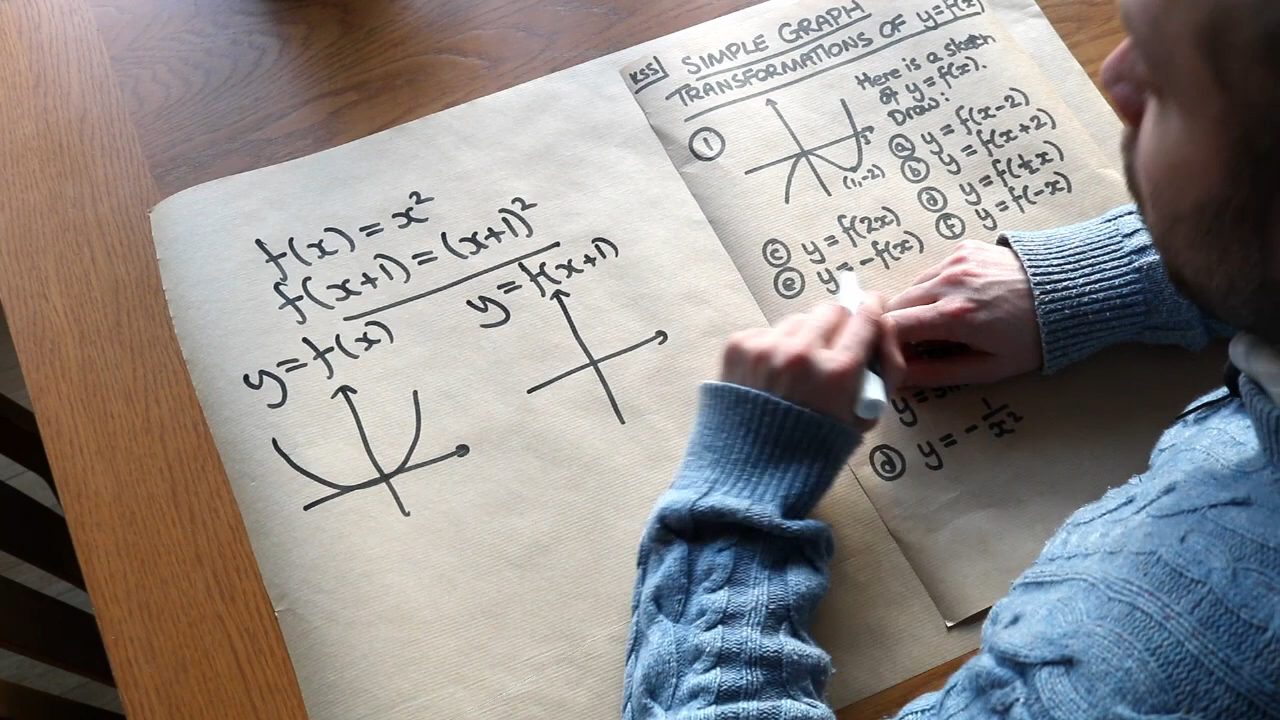 f(x) = x²
f(x+1) = (x+1)²
y = f(x)
y = f(x+1)
KS5
SIMPLE GRAPH
TRANSFORMATIONS OF y=f(x)
①
(1,-2)
Here is a sketch
of y = f(x).
Draw:
ⓐ y = f(x-2)
ⓑ y = f(x+2)
ⓓ y = f(½x)
ⓕ y = f(-x)
ⓒ y = f(2x)
ⓔ y = -f(x)
ⓓ y = -1/x²